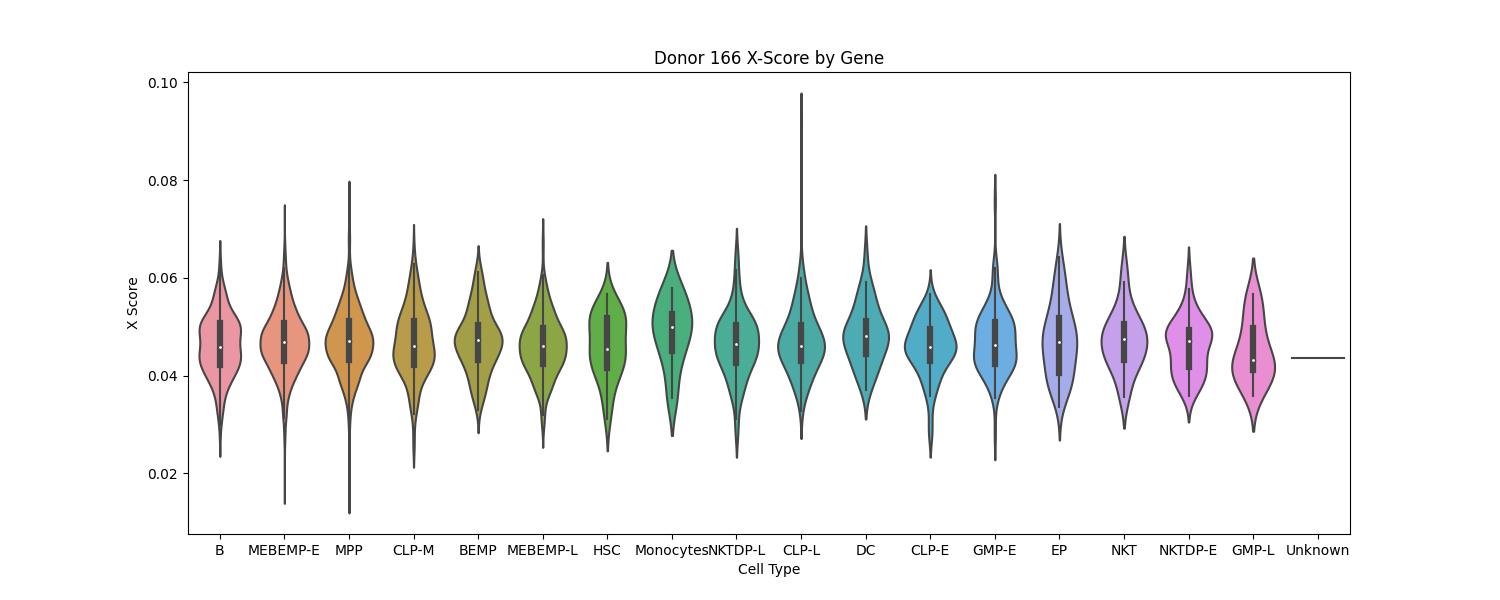 Donor 166 X-Score by Gene
0.10
0.08
0.06
0.04
0.02
X Score
B MEBEMP-E MPP CLP-M BEMP MEBEMP-L HSC Monocytes NKTDP-L CLP-L DC CLP-E GMP-E EP NKT NKTDP-E GMP-L Unknown
Cell Type